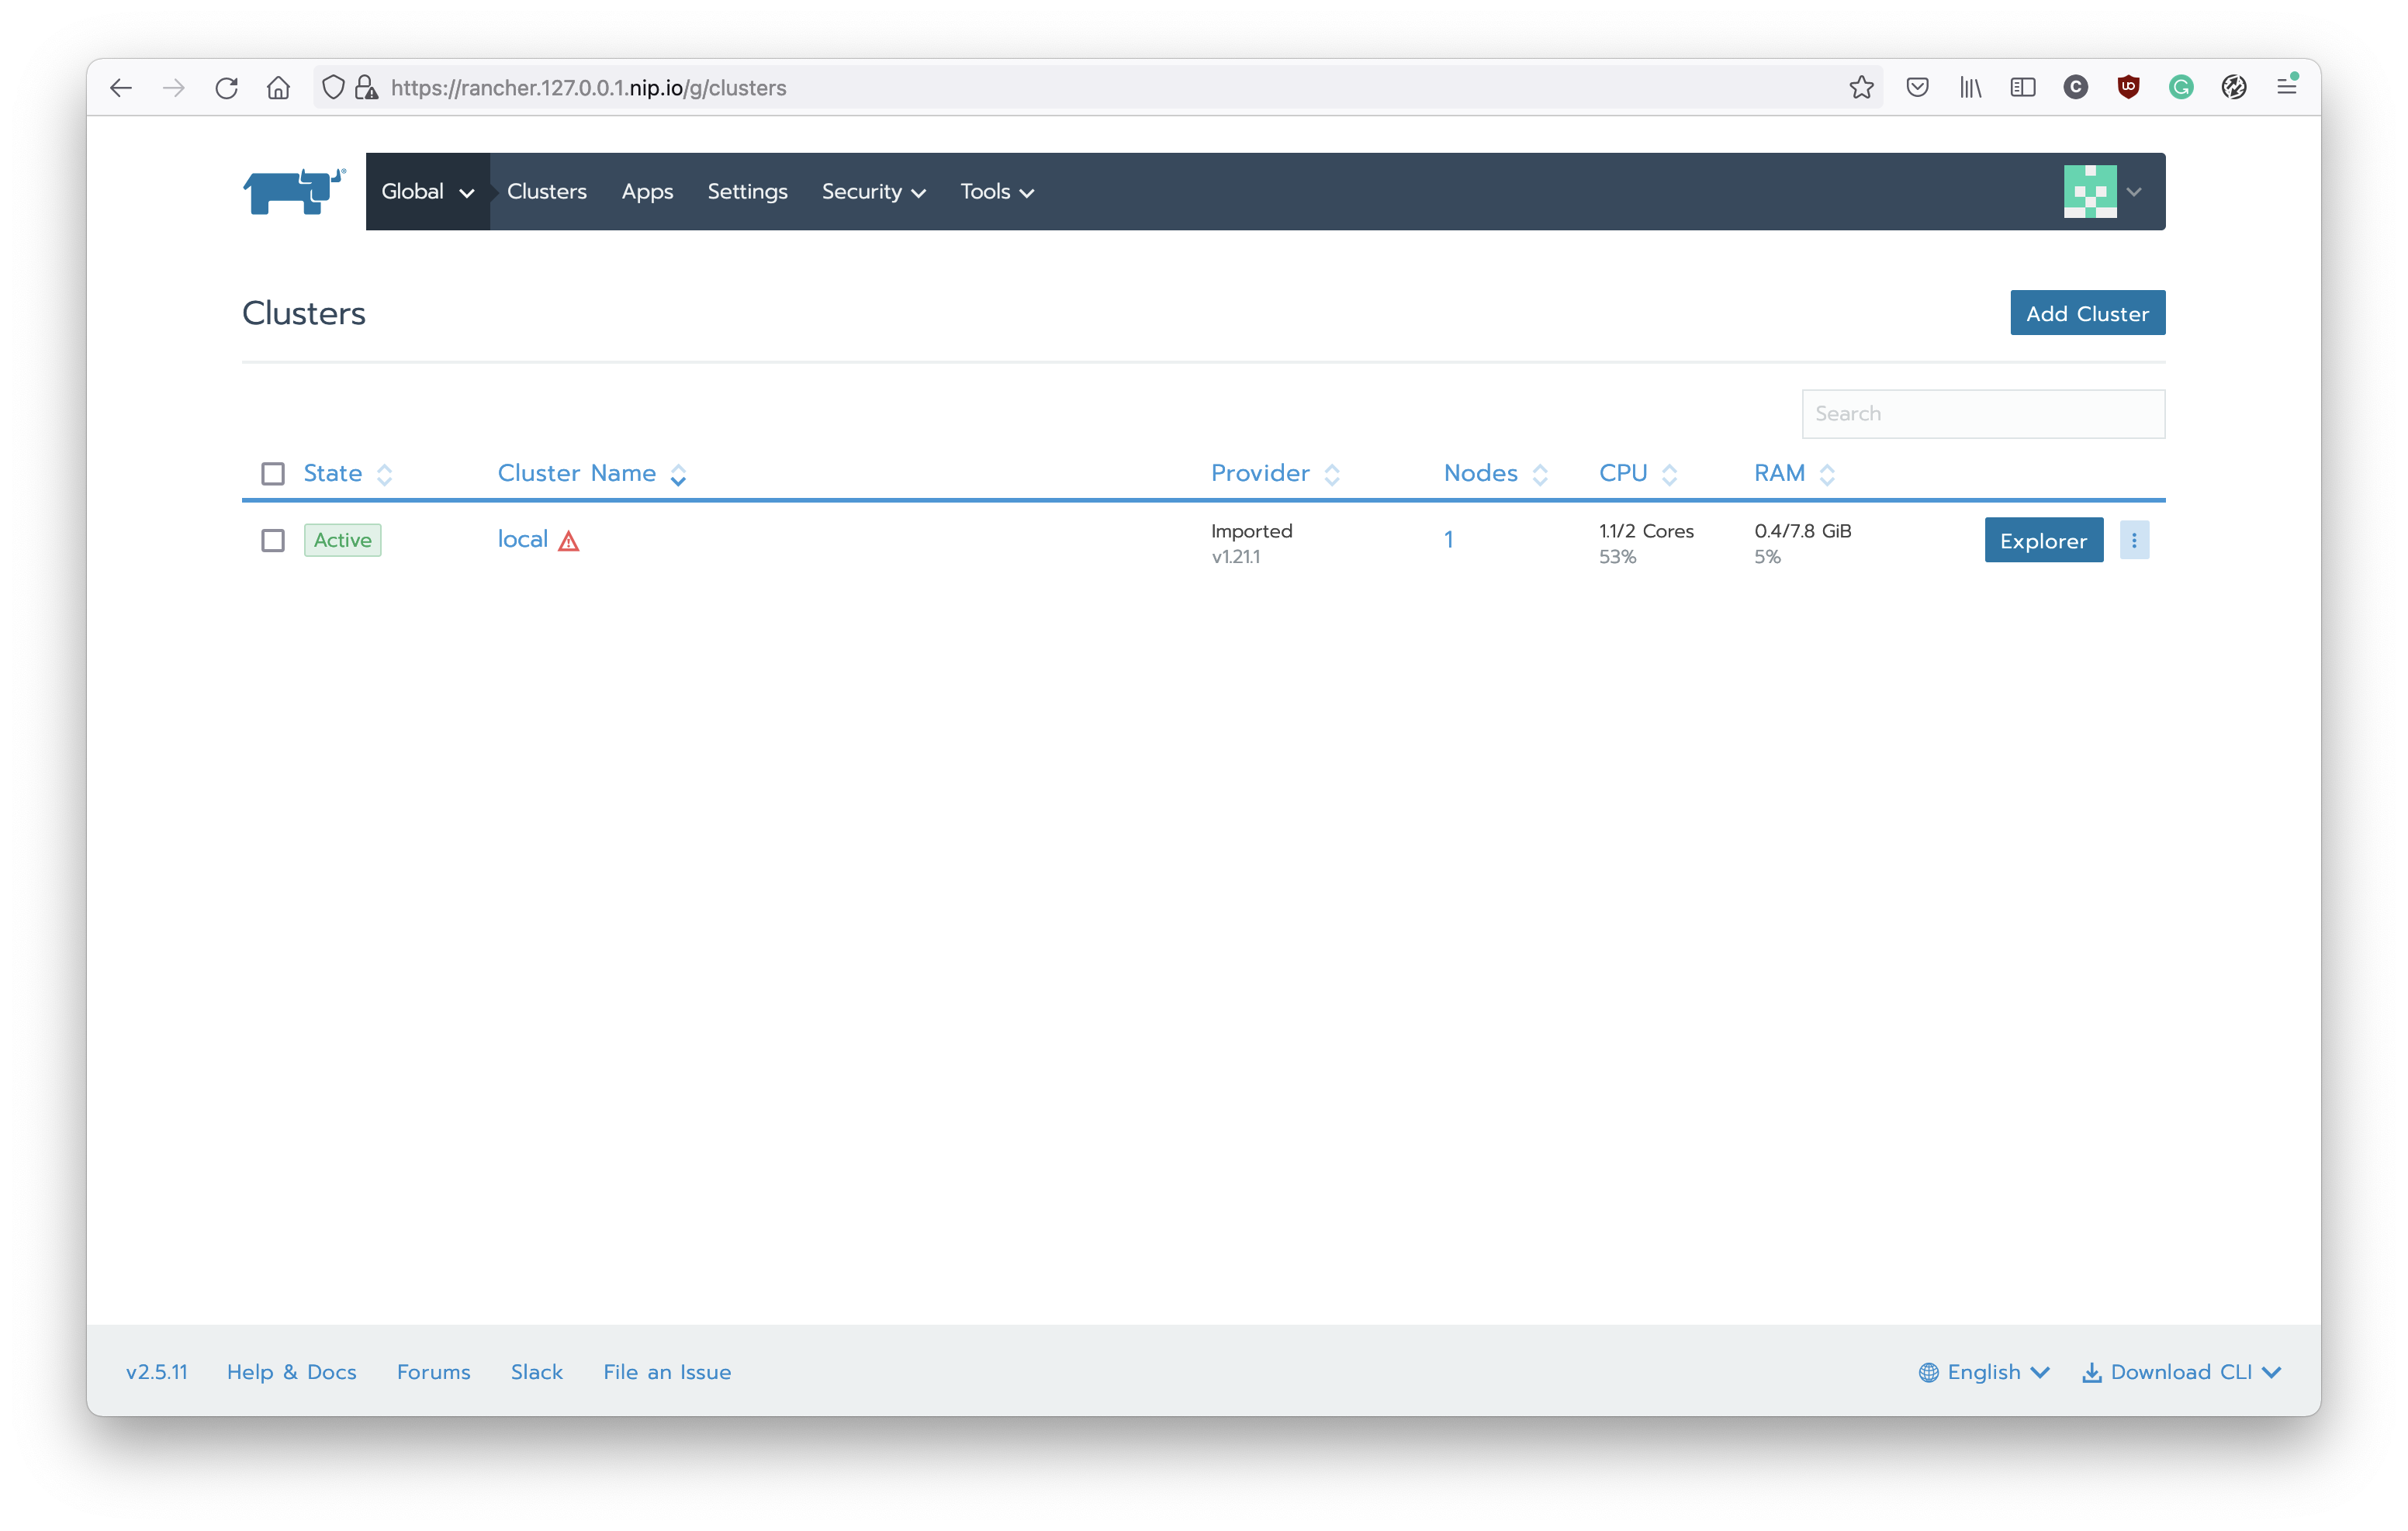 https://rancher.127.0.0.1.nip.io/g/clusters
Global Clusters Apps Settings Security Tools
Clusters
Add Cluster
Search
State Cluster Name Provider Nodes CPU RAM
Active local Imported 1 1.1/2 Cores 0.4/7.8 GiB Explorer
v1.21.1 53% 5%
v2.5.11 Help & Docs Forums Slack File an Issue English Download CLI